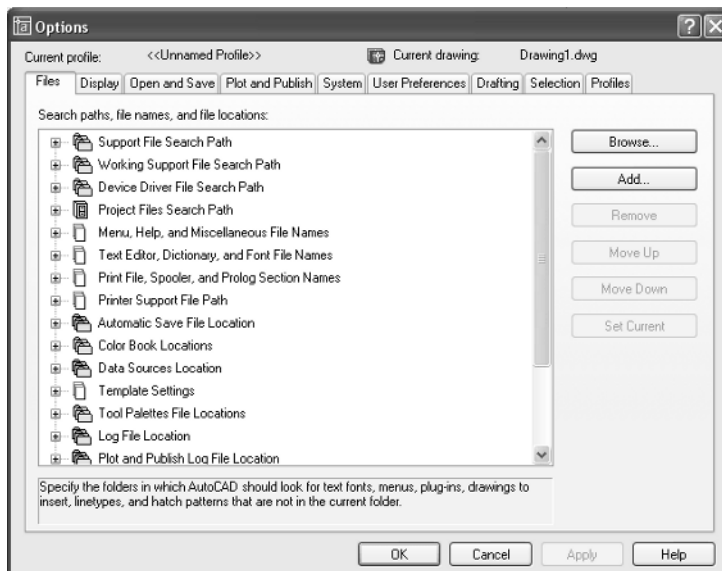 Options
Current profile: <<Unnamed Profile>> Current drawing: Drawing1.dwg
Files Display Open and Save Plot and Publish System User Preferences Drafting Selection Profiles
Search paths, file names, and file locations:
Support File Search Path
Working Support File Search Path
Device Driver File Search Path
Project Files Search Path
Menu, Help, and Miscellaneous File Names
Text Editor, Dictionary, and Font File Names
Print File, Spooler, and Prolog Section Names
Printer Support File Path
Automatic Save File Location
Color Book Locations
Data Sources Location
Template Settings
Tool Palettes File Locations
Log File Location
Plot and Publish Log File Location
Browse...
Add...
Remove
Move Up
Move Down
Set Current
Specify the folders in which AutoCAD should look for text fonts, menus, plug-ins, drawings to
insert, linetypes, and hatch patterns that are not in the current folder.
OK Cancel Apply Help